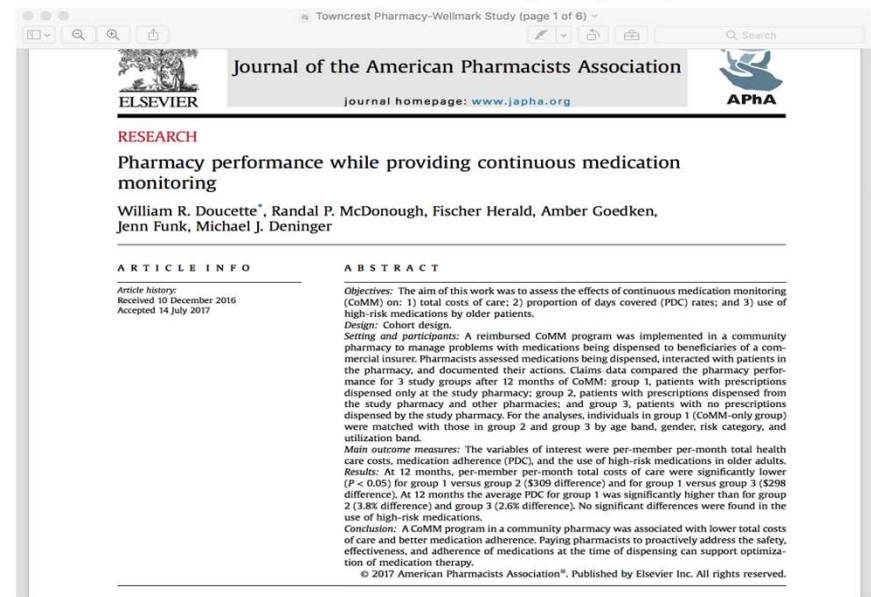 Towncrest Pharmacy-Wellmark Study (page 1 of 6)
Search
Journal of the American Pharmacists Association
ELSEVIER
journal homepage: www.japha.org
APhA
RESEARCH
Pharmacy performance while providing continuous medication
monitoring
William R. Doucette*, Randal P. McDonough, Fischer Herald, Amber Goedken,
Jenn Funk, Michael J. Deninger
ARTICLE INFO
Article history:
Received 10 December 2016
Accepted 14 July 2017
ABSTRACT
Objectives: The aim of this work was to assess the effects of continuous medication monitoring
(CoMM) on: 1) total costs of care; 2) proportion of days covered (PDC) rates; and 3) use of
high-risk medications by older patients.
Design: Cohort design.
Setting and participants: A reimbursed CoMM program was implemented in a community
pharmacy to manage problems with medications being dispensed to beneficiaries of a com-
mercial insurer. Pharmacists assessed medications being dispensed, interacted with patients in
the pharmacy, and documented their actions. Claims data compared the pharmacy perfor-
mance for 3 study groups after 12 months of CoMM: group 1, patients with prescriptions
dispensed only at the study pharmacy; group 2, patients with prescriptions dispensed from
the study pharmacy and other pharmacies; and group 3, patients with no prescriptions
dispensed by the study pharmacy. For the analyses, individuals in group 1 (CoMM-only group)
were matched with those in group 2 and group 3 by age band, gender, risk category, and
utilization band.
Main outcome measures: The variables of interest were per-member per-month total health
care costs, medication adherence (PDC), and the use of high-risk medications in older adults.
Results: At 12 months, per-member per-month total costs of care were significantly lower
(P < 0.05) for group 1 versus group 2 ($309 difference) and for group 1 versus group 3 ($298
difference). At 12 months the average PDC for group 1 was significantly higher than for group
2 (3.8% difference) and group 3 (2.6% difference). No significant differences were found in the
use of high-risk medications.
Conclusion: A CoMM program in a community pharmacy was associated with lower total costs
of care and better medication adherence. Paying pharmacists to proactively address the safety,
effectiveness, and adherence of medications at the time of dispensing can support optimiza-
tion of medication therapy.
© 2017 American Pharmacists Association®. Published by Elsevier Inc. All rights reserved.